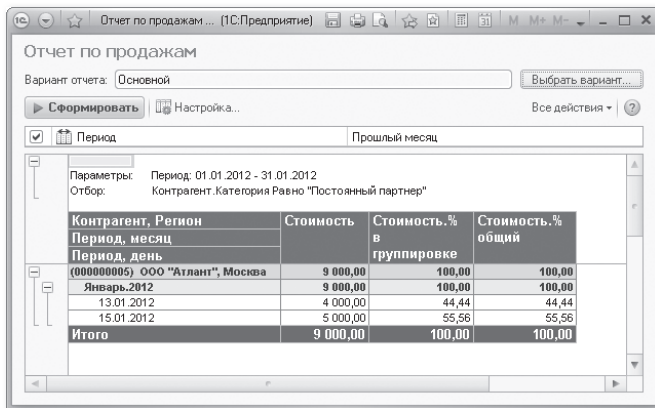 Отчет по продажам ... (1С:Предприятие) M M+ M-
Отчет по продажам
Вариант отчета: Основной Выбрать вариант...
Сформировать Настройка... Все действия
Период Прошлый месяц
Параметры: Период: 01.01.2012 - 31.01.2012
Отбор: Контрагент.Категория Равно "Постоянный партнер"
Контрагент, Регион Стоимость Стоимость.% Стоимость.%
Период, месяц в общий
Период, день группировке
(000000005) ООО "Атлант", Москва 9 000,00 100,00 100,00
Январь.2012 9 000,00 100,00 100,00
13.01.2012 4 000,00 44,44 44,44
15.01.2012 5 000,00 55,56 55,56
Итого 9 000,00 100,00 100,00